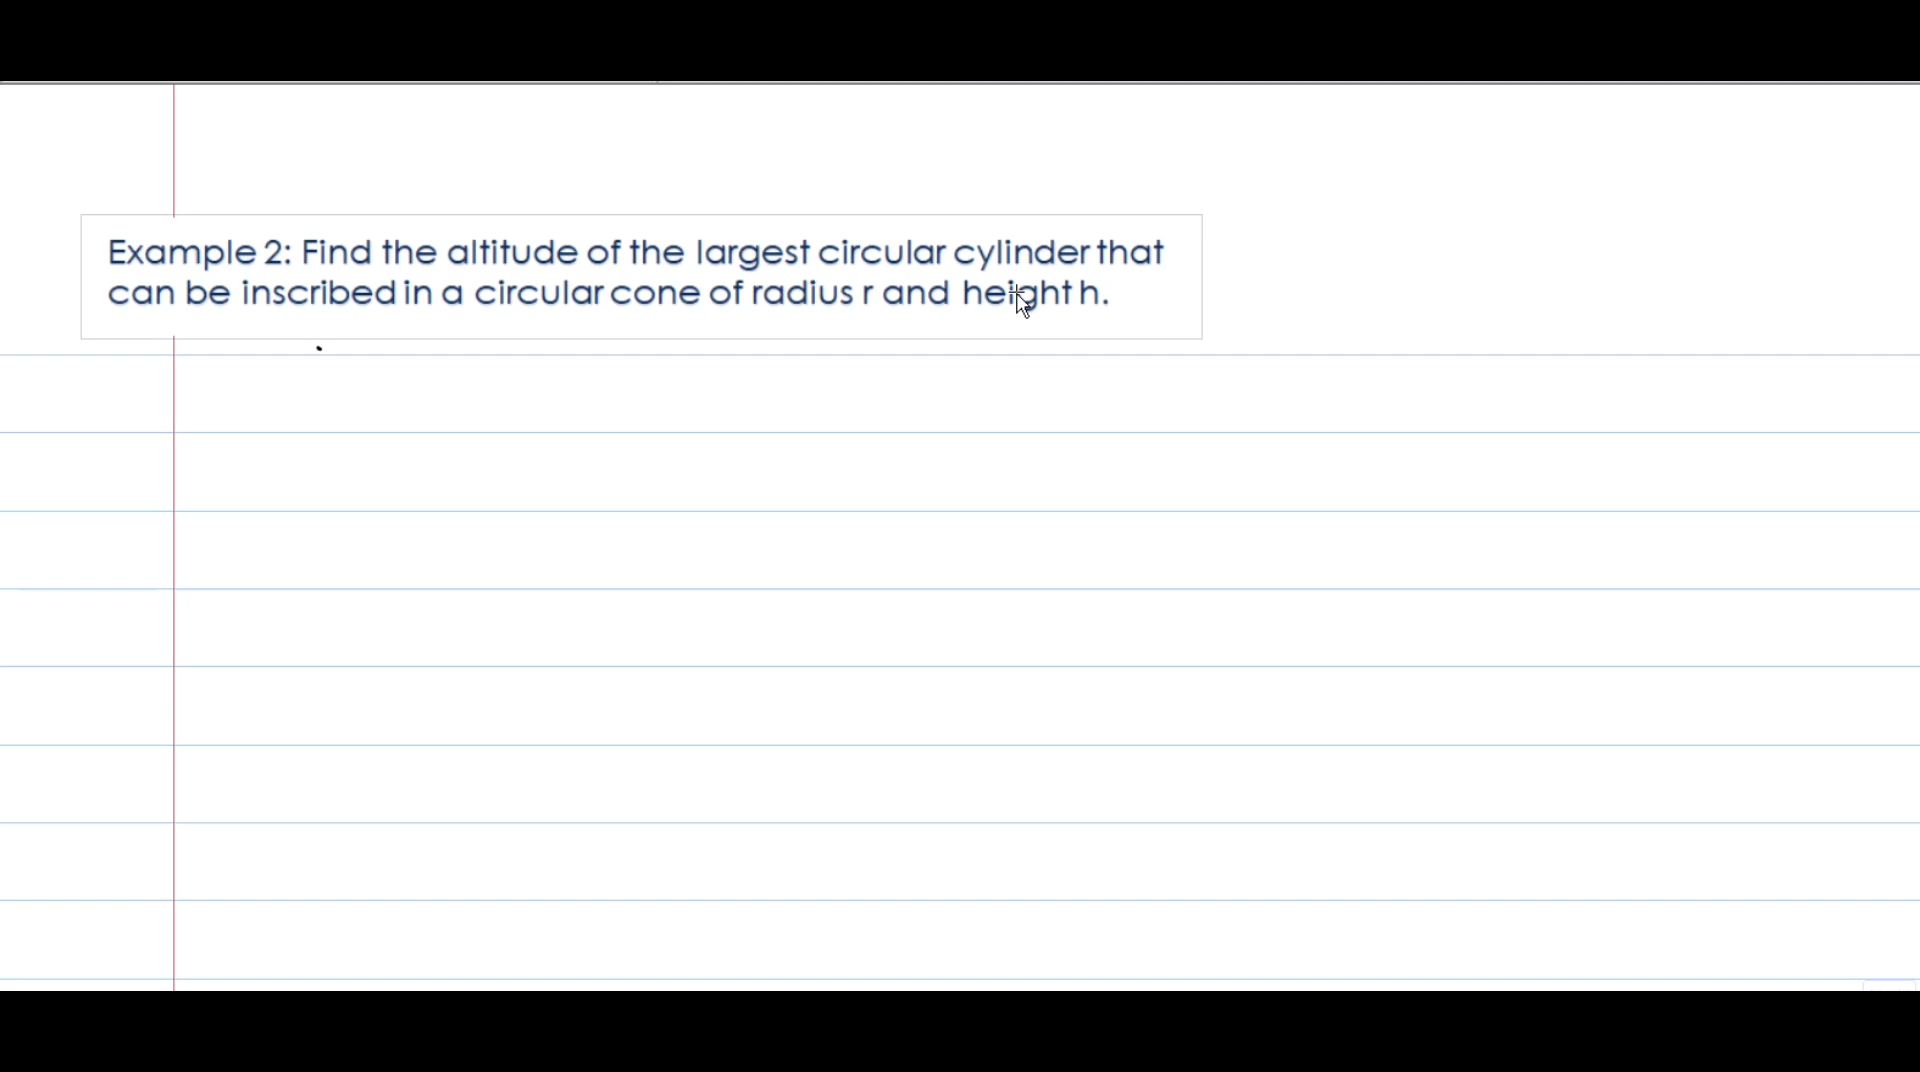 Example 2: Find the altitude of the largest circular cylinder that
can be inscribed in a circular cone of radius r and height h.